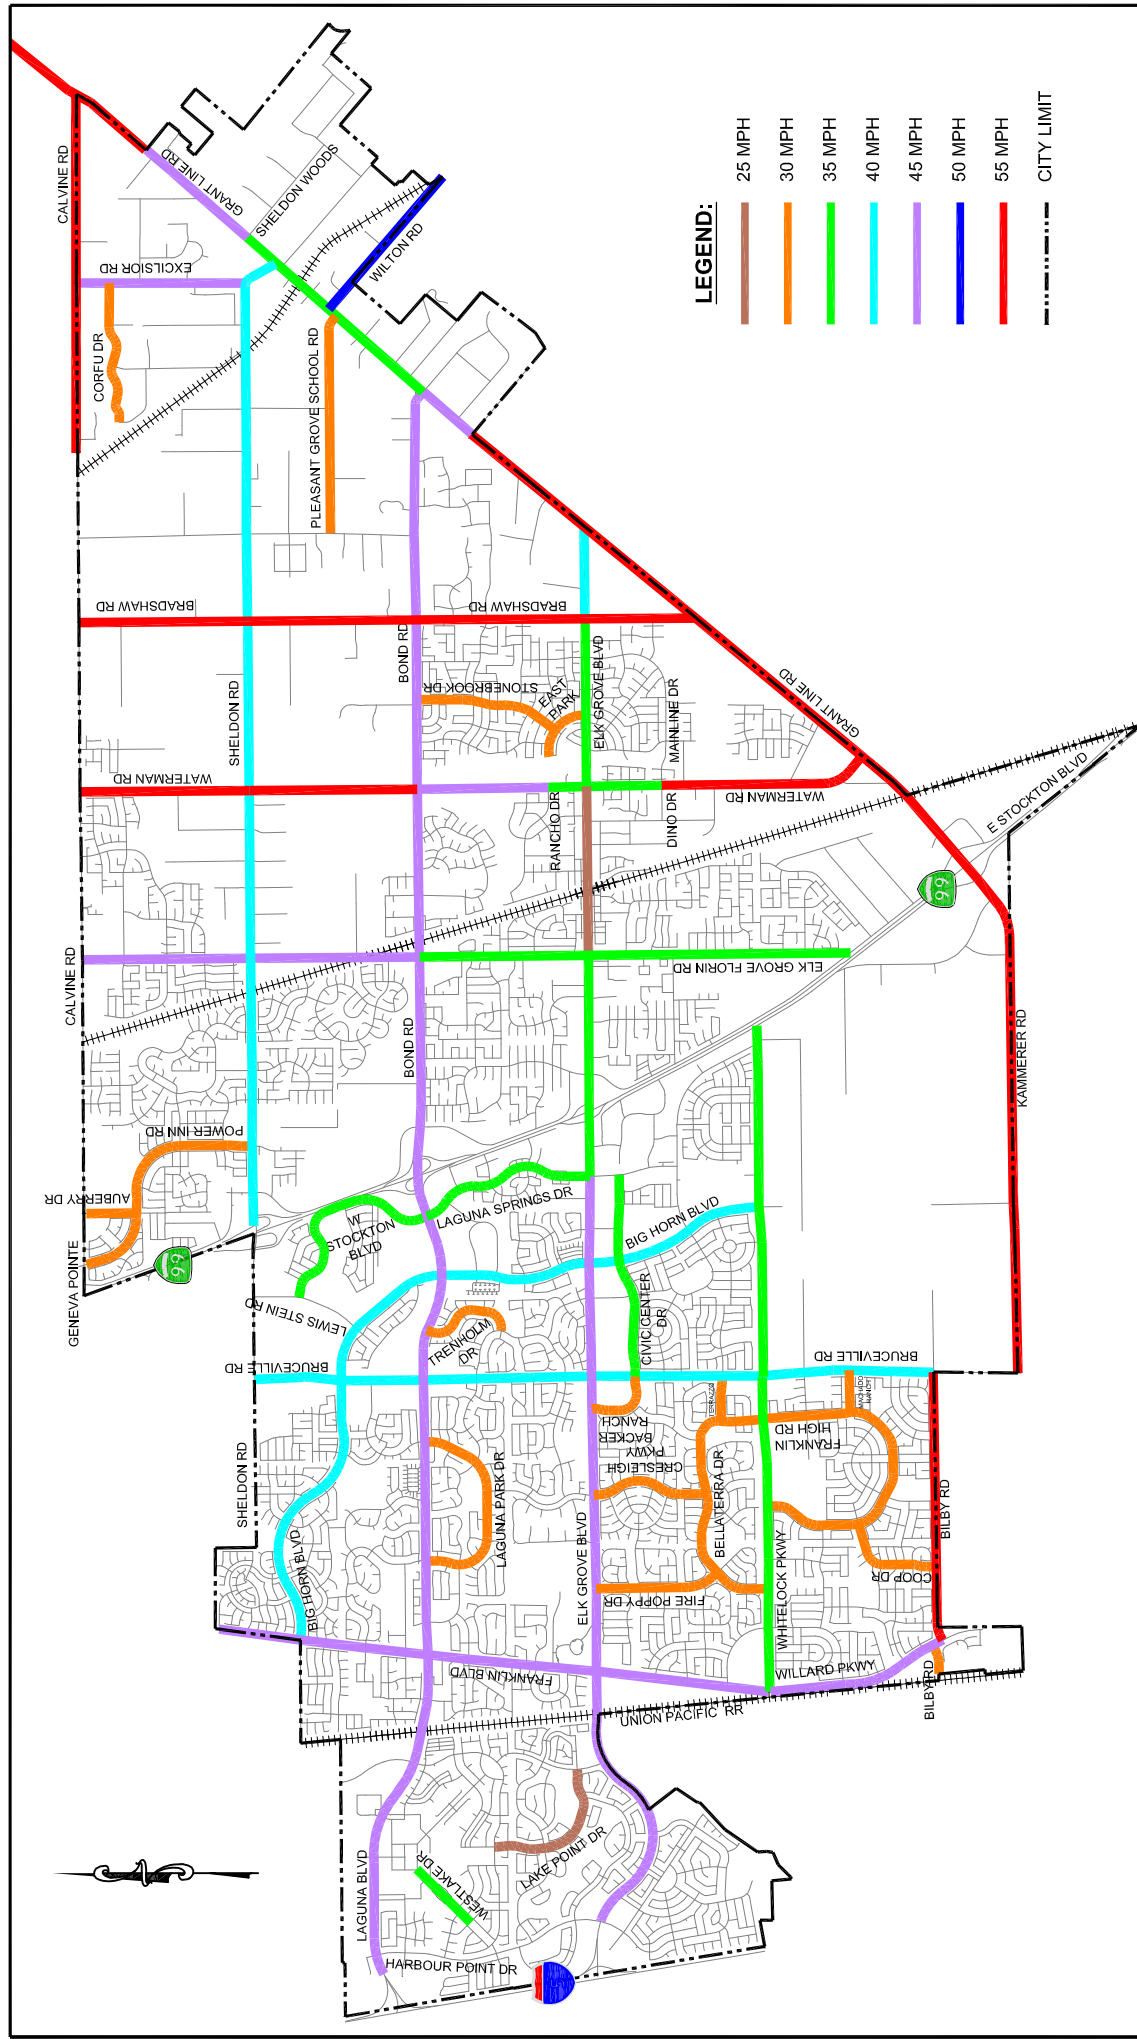 CALVINE RD
GRANT LINE RD
SHELDON WOODS
WILTON RD
EXCILSIOR RD
CORFU DR
PLEASANT GROVE SCHOOL RD
BRADSHAW RD
BRADSHAW RD
BOND RD
STONEBROOK DR
EAST
PARK
ELK GROVE BLVD
MAINLINE DR
GRANT LINE RD
SHELDON RD
WATERMAN RD
RANCHO DR
DINO DR
WATERMAN RD
E STOCKTON BLVD
99
CALVINE RD
BOND RD
ELK GROVE FLORIN RD
KAMMERER RD
POWER INN RD
AUBERRY DR
GENEVA POINTE
99
W
STOCKTON
BLVD
LAGUNA SPRINGS DR
BIG HORN BLVD
LEWIS STEIN RD
TRENHOLM
DR
CIVIC CENTER
DR
BRUCEVILLE RD
BRUCEVILLE RD
SHELDON RD
BACKER
RANCH
TERRAZZO
MACHADO
RANCH
FRANKLIN
HIGH RD
CRESLEIGH
PKWY
BELLATERRA DR
LAGUNA PARK DR
BIG HORN BLVD
ELK GROVE BLVD
FIRE POPPY DR
WHITELOCK PKWY
COOP DR
BILBY RD
FRANKLIN BLVD
WILLARD PKWY
BILBY RD
UNION PACIFIC RR
LAGUNA BLVD
WESTLAKE DR
LAKE POINT DR
HARBOUR POINT DR
LEGEND:
25 MPH
30 MPH
35 MPH
40 MPH
45 MPH
50 MPH
55 MPH
CITY LIMIT